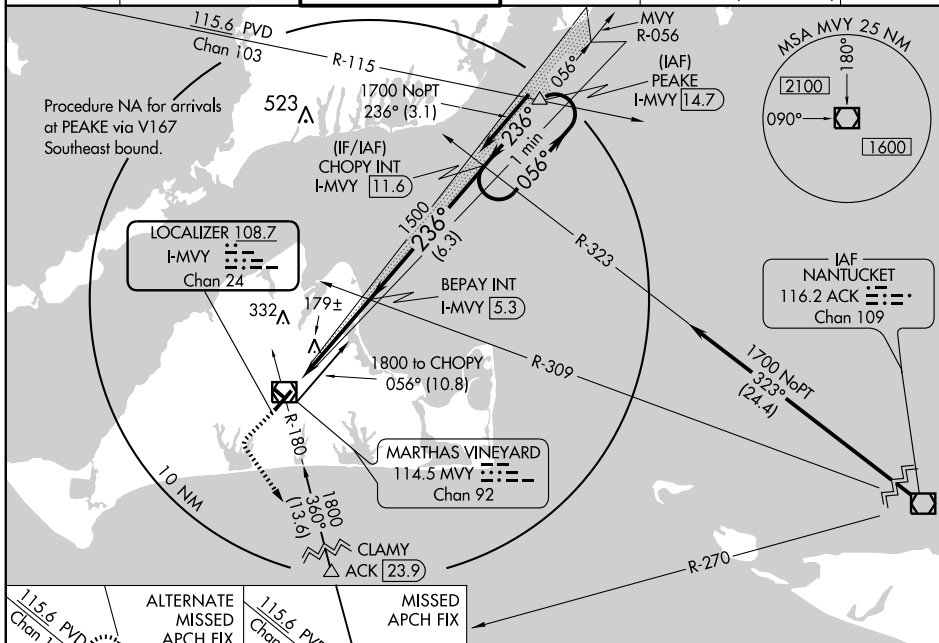 115.6 PVD
Chan 103
R-115
MVY
R-056
056°
(IAF)
PEAKE
I-MVY 14.7
MSA MVY 25 NM
180°
2100
090°
1600
Procedure NA for arrivals
at PEAKE via V167
Southeast bound.
523
1700 NoPT
236° (3.1)
236°
1 min
056°
(IF/IAF)
CHOPY INT
I-MVY 11.6
1500
236°
(6.3)
R-323
LOCALIZER 108.7
I-MVY
Chan 24
BEPAY INT
I-MVY 5.3
IAF
NANTUCKET
116.2 ACK
Chan 109
332
179±
1800 to CHOPY
056° (10.8)
R-309
1700 NoPT
323°
(24.4)
R-180
MARTHAS VINEYARD
114.5 MVY
Chan 92
10 NM
1800
360°
(13.6)
CLAMY
ACK 23.9
R-270
115.6 PVD
Chan 1
ALTERNATE
MISSED
APCH FIX
115.6 PVD
Chan
MISSED
APCH FIX